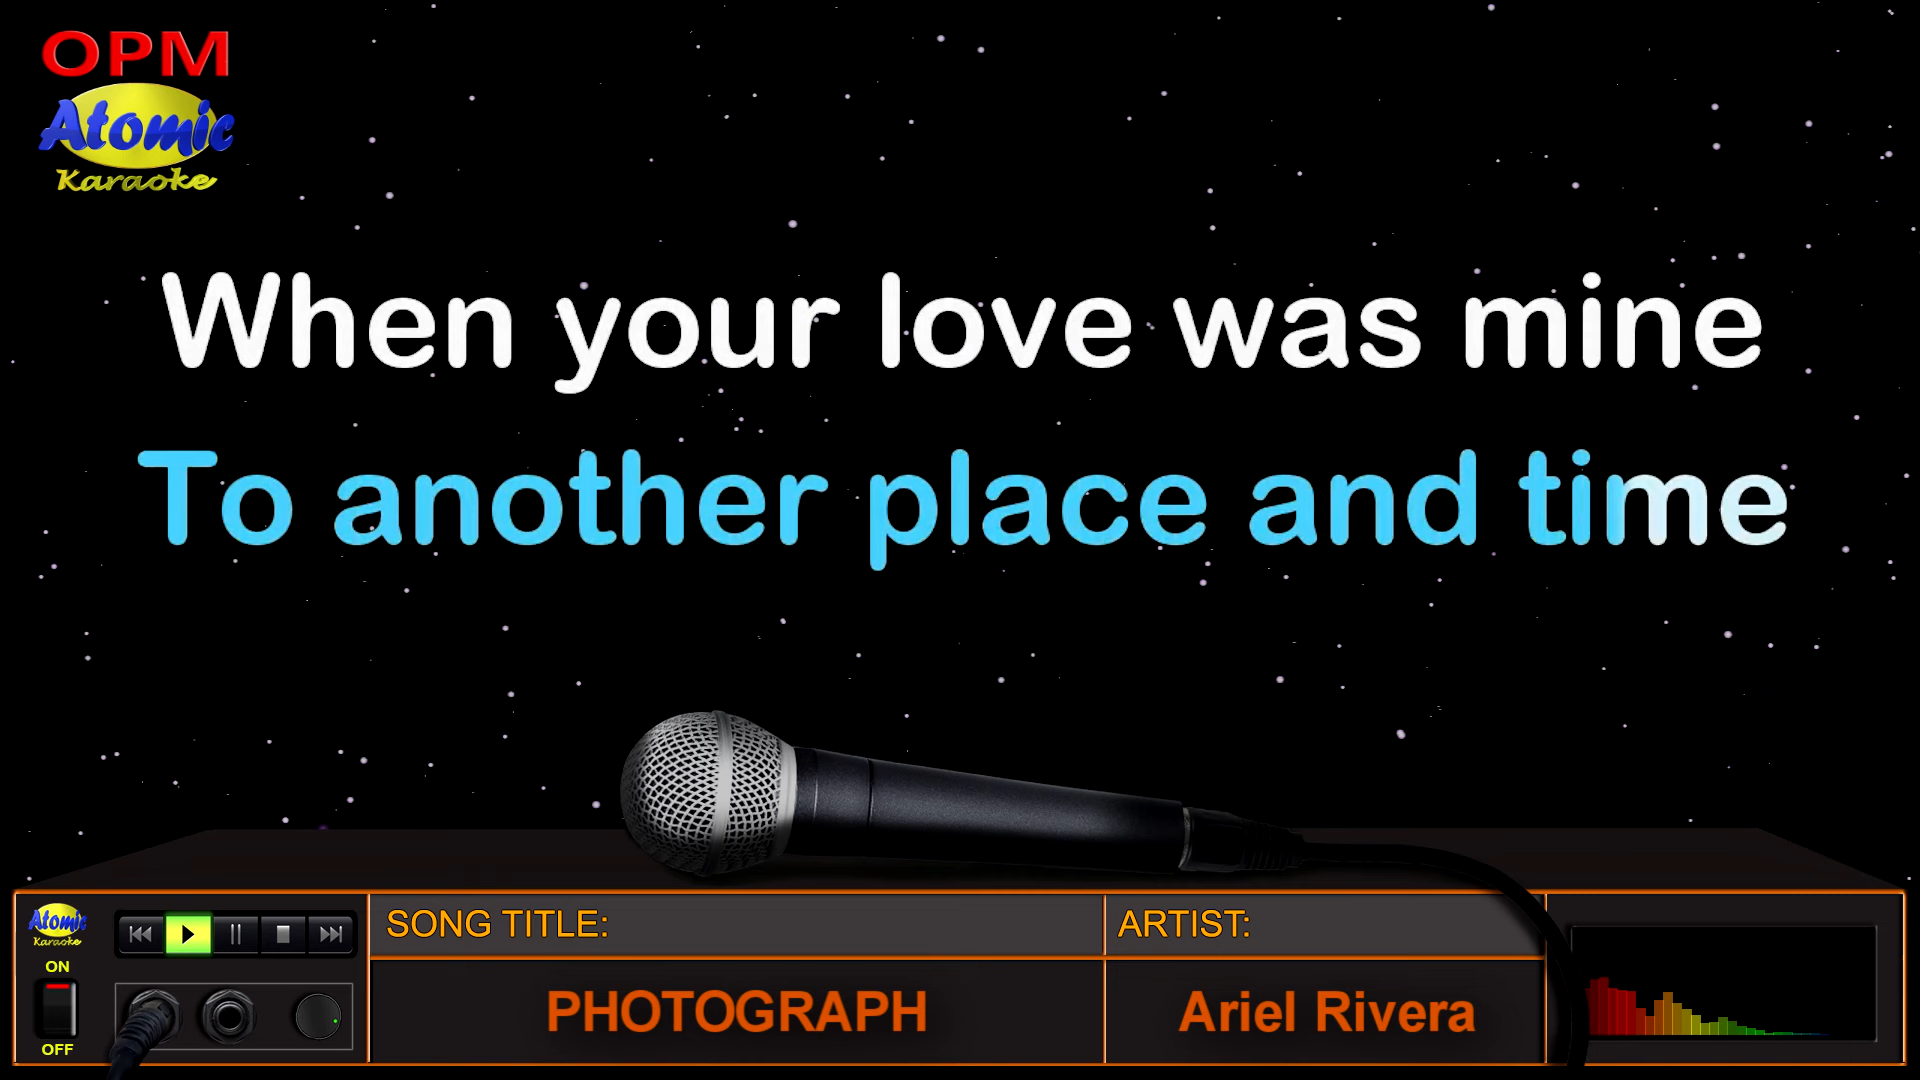 OPM
Atomic
Karaoke
When your love was mine
To another place and time
Atomic
Karaoke
ON
OFF
SONG TITLE:
PHOTOGRAPH
ARTIST:
Ariel Rivera